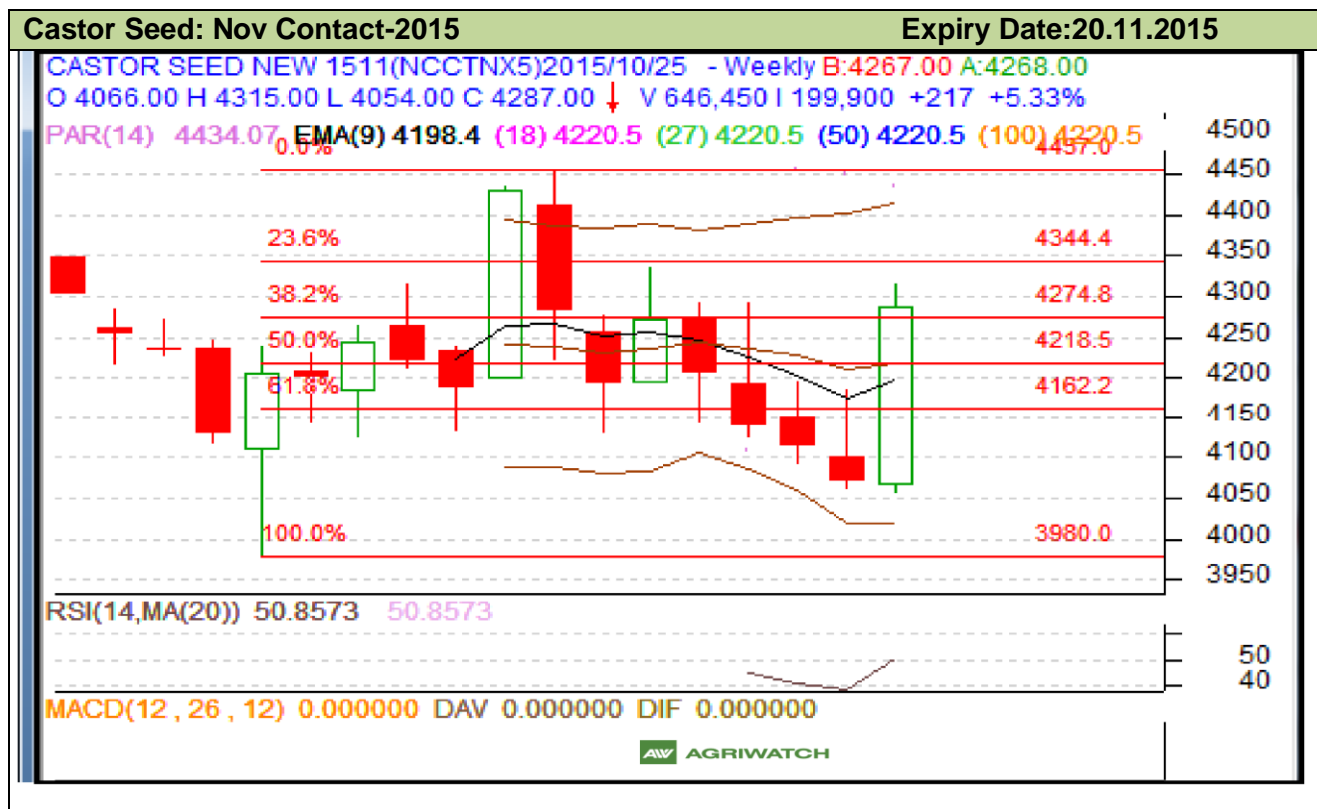 Castor Seed: Nov Contact-2015 Expiry Date:20.11.2015
CASTOR SEED NEW 1511(NCCTNX5)2015/10/25 - Weekly B:4267.00 A:4268.00
O 4066.00 H 4315.00 L 4054.00 C 4287.00 ↓ V 646,450 I 199,900 +217 +5.33%
PAR(14) 4434.07 EMA(9) 4198.4 (18) 4220.5 (27) 4220.5 (50) 4220.5 (100) 4220.5
4500
0.0% 4457.0
4450
4400
23.6% 4344.4
4350
38.2% 4274.8
4300
50.0% 4218.5
4250
4200
61.8% 4162.2
4150
4100
4050
100.0% 3980.0
4000
3950
RSI(14,MA(20)) 50.8573 50.8573
50
40
MACD(12 , 26 , 12) 0.000000 DAV 0.000000 DIF 0.000000
AW AGRIWATCH